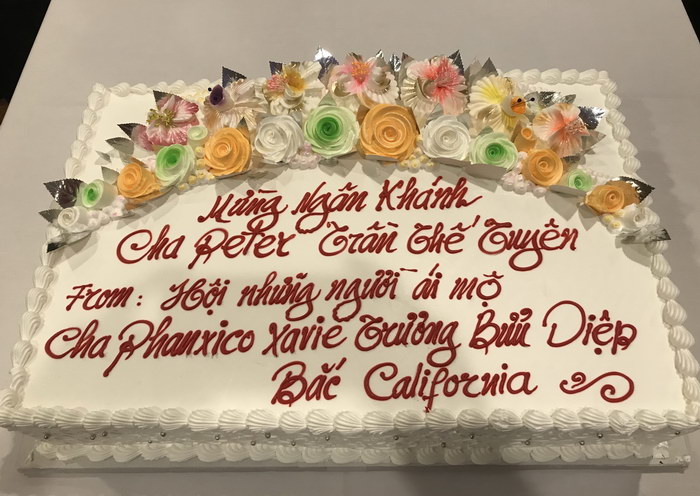 Mừng Ngân Khánh
Cha Peter Trần Thế Tuyên
From: Hội những người ái mộ
Cha Phanxico Xavie Trương Bửu Diệp
Bắc California